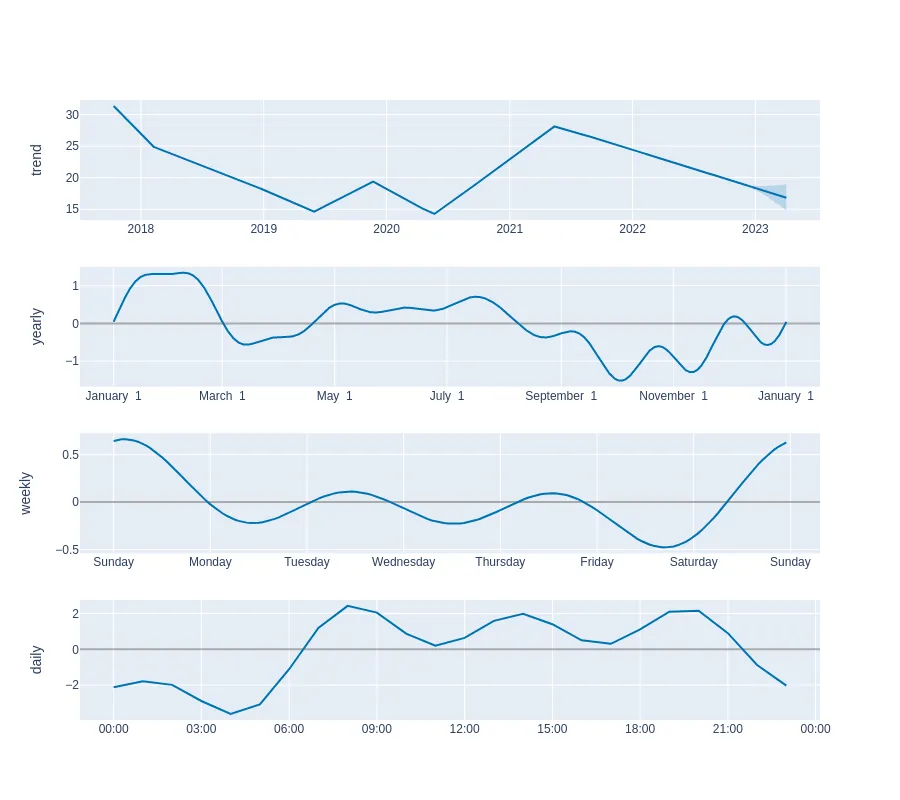 trend
30
25
20
15
2018 2019 2020 2021 2022 2023
yearly
1
0
−1
January 1 March 1 May 1 July 1 September 1 November 1 January 1
weekly
0.5
0
−0.5
Sunday Monday Tuesday Wednesday Thursday Friday Saturday Sunday
daily
2
0
−2
00:00 03:00 06:00 09:00 12:00 15:00 18:00 21:00 00:00